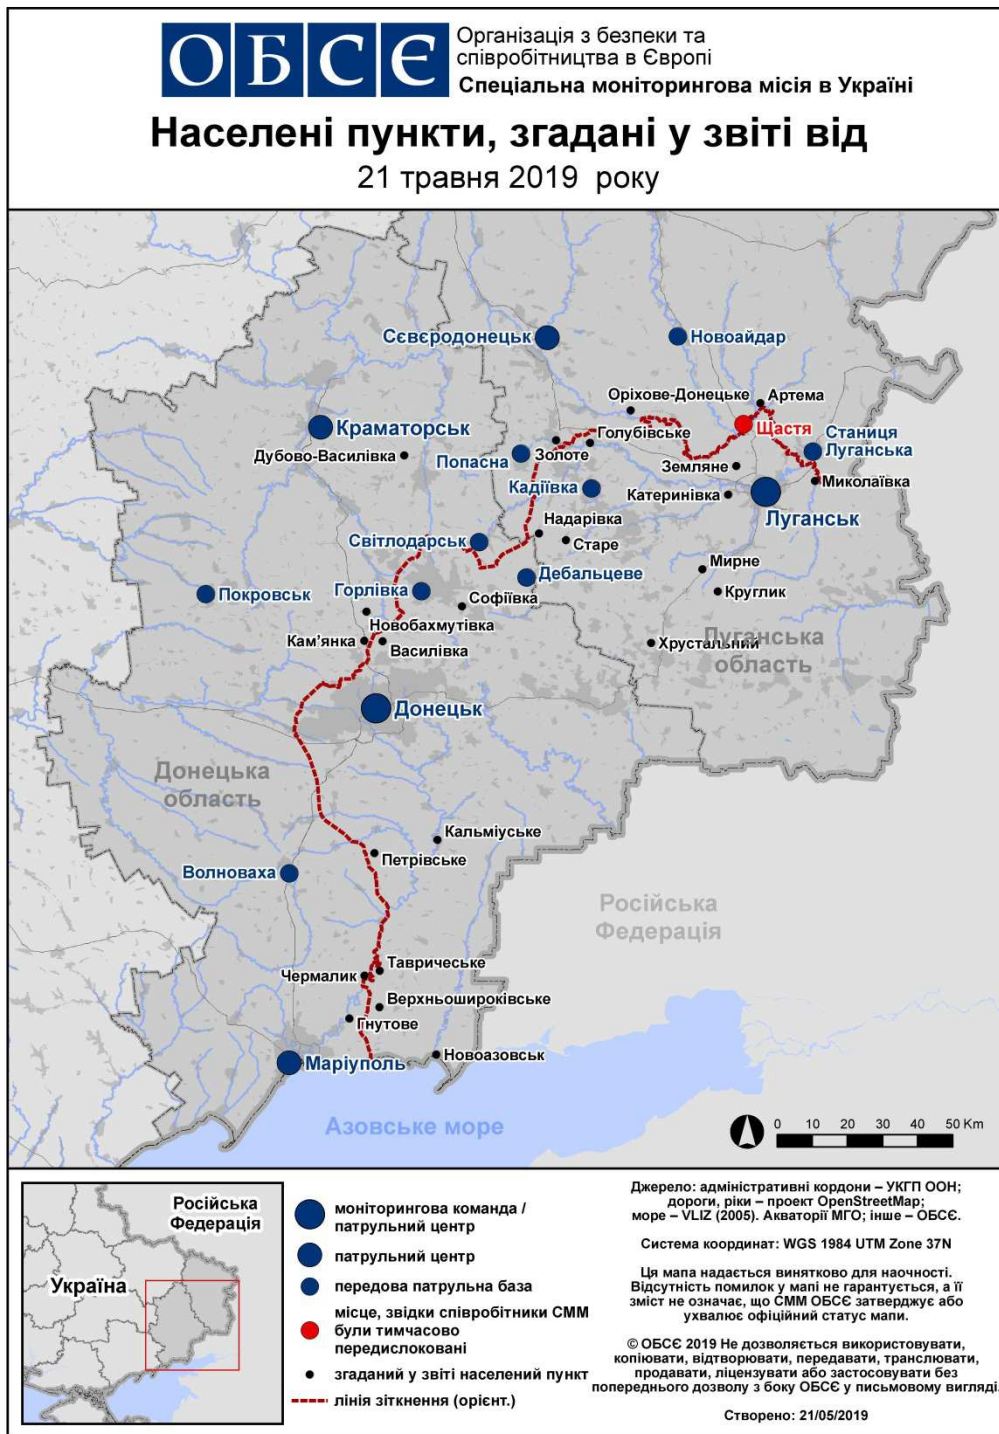 ОБСЄ
Організація з безпеки та
співробітництва в Європі
Спеціальна моніторингова місія в Україні
Населені пункти, згадані у звіті від
21 травня 2019 року
Сєвєродонецьк
Новоайдар
Оріхове-Донецьке
Артема
Щастя
Краматорськ
Голубівське
Станиця
Луганська
Дубово-Василівка
Золоте
Попасна
Земляне
Миколаївка
Кадіївка
Катеринівка
Луганськ
Надарівка
Світлодарськ
Старе
Мирне
Дебальцеве
Покровськ
Горлівка
Софіївка
Круглик
Новобахмутівка
Кам’янка
Василівка
Хрустальний
Луганська
область
Донецьк
Донецька
область
Кальміуське
Петрівське
Волноваха
Російська
Федерація
Тавричеське
Чермалик
Верхньошироківське
Гнутове
Новоазовськ
Маріуполь
Азовське море
0 10 20 30 40 50 Km
Російська
Федерація
Україна
моніторингова команда /
патрульний центр
патрульний центр
передова патрульна база
місце, звідки співробітники СММ
були тимчасово
передислоковані
згаданий у звіті населений пункт
лінія зіткнення (орієнт.)
Джерело: адміністративні кордони – УКГП ООН;
дороги, ріки – проект OpenStreetMap;
море – VLIZ (2005). Акваторії МГО; інше – ОБСЄ.
Система координат: WGS 1984 UTM Zone 37N
Ця мапа надається винятково для наочності.
Відсутність помилок у мапі не гарантується, а її
зміст не означає, що СММ ОБСЄ затверджує або
ухвалює офіційний статус мапи.
© ОБСЄ 2019 Не дозволяється використовувати,
копіювати, відтворювати, передавати, транслювати,
продавати, ліцензувати або застосовувати без
попереднього дозволу з боку ОБСЄ у письмовому вигляді.
Створено: 21/05/2019